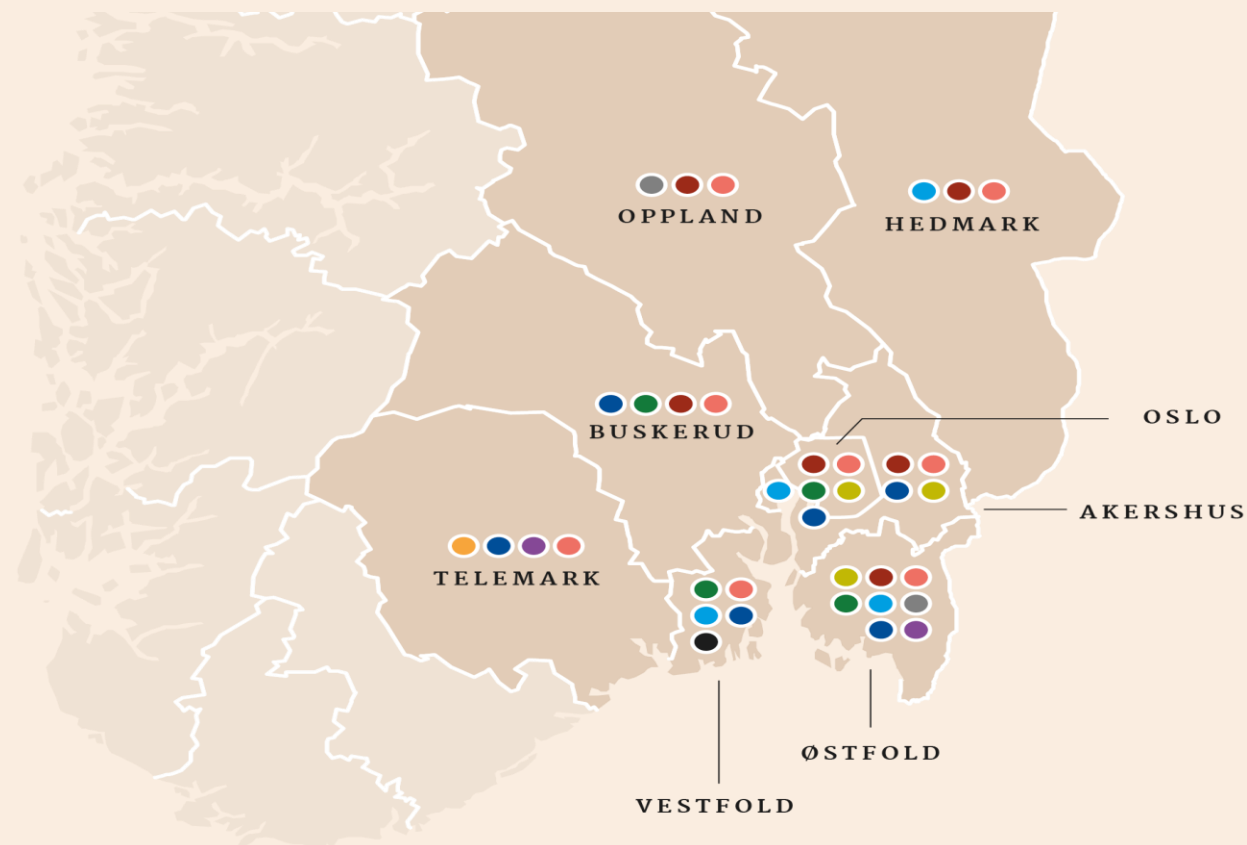 OPPLAND
HEDMARK
OSLO
BUSKERUD
AKERSHUS
TELEMARK
ØSTFOLD
VESTFOLD